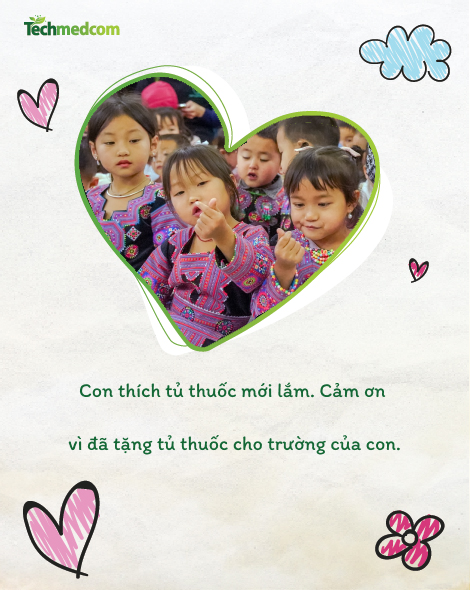 Techmedcom
Con thích tủ thuốc mới lắm. Cảm ơn
vì đã tặng tủ thuốc cho trường của con.